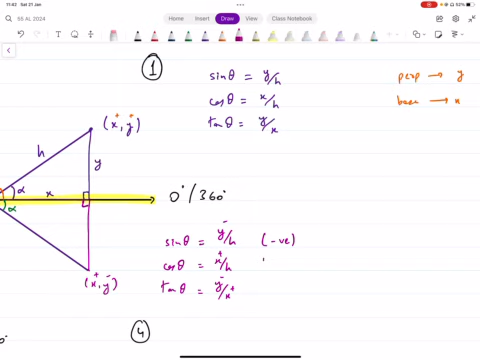 11:42 Sat 21 Jan
52%
SS AL 2024
Home Insert Draw View Class Notebook
1
sinθ = y/h
cosθ = x/h
tanθ = y/x
perp → y
base → x
(x⁺, y⁺)
h
y
α
x
α
0° / 360°
sinθ = y⁻/h (-ve)
cosθ = x⁺/h
tanθ = y⁻/x⁺
(x⁺, y⁻)
4